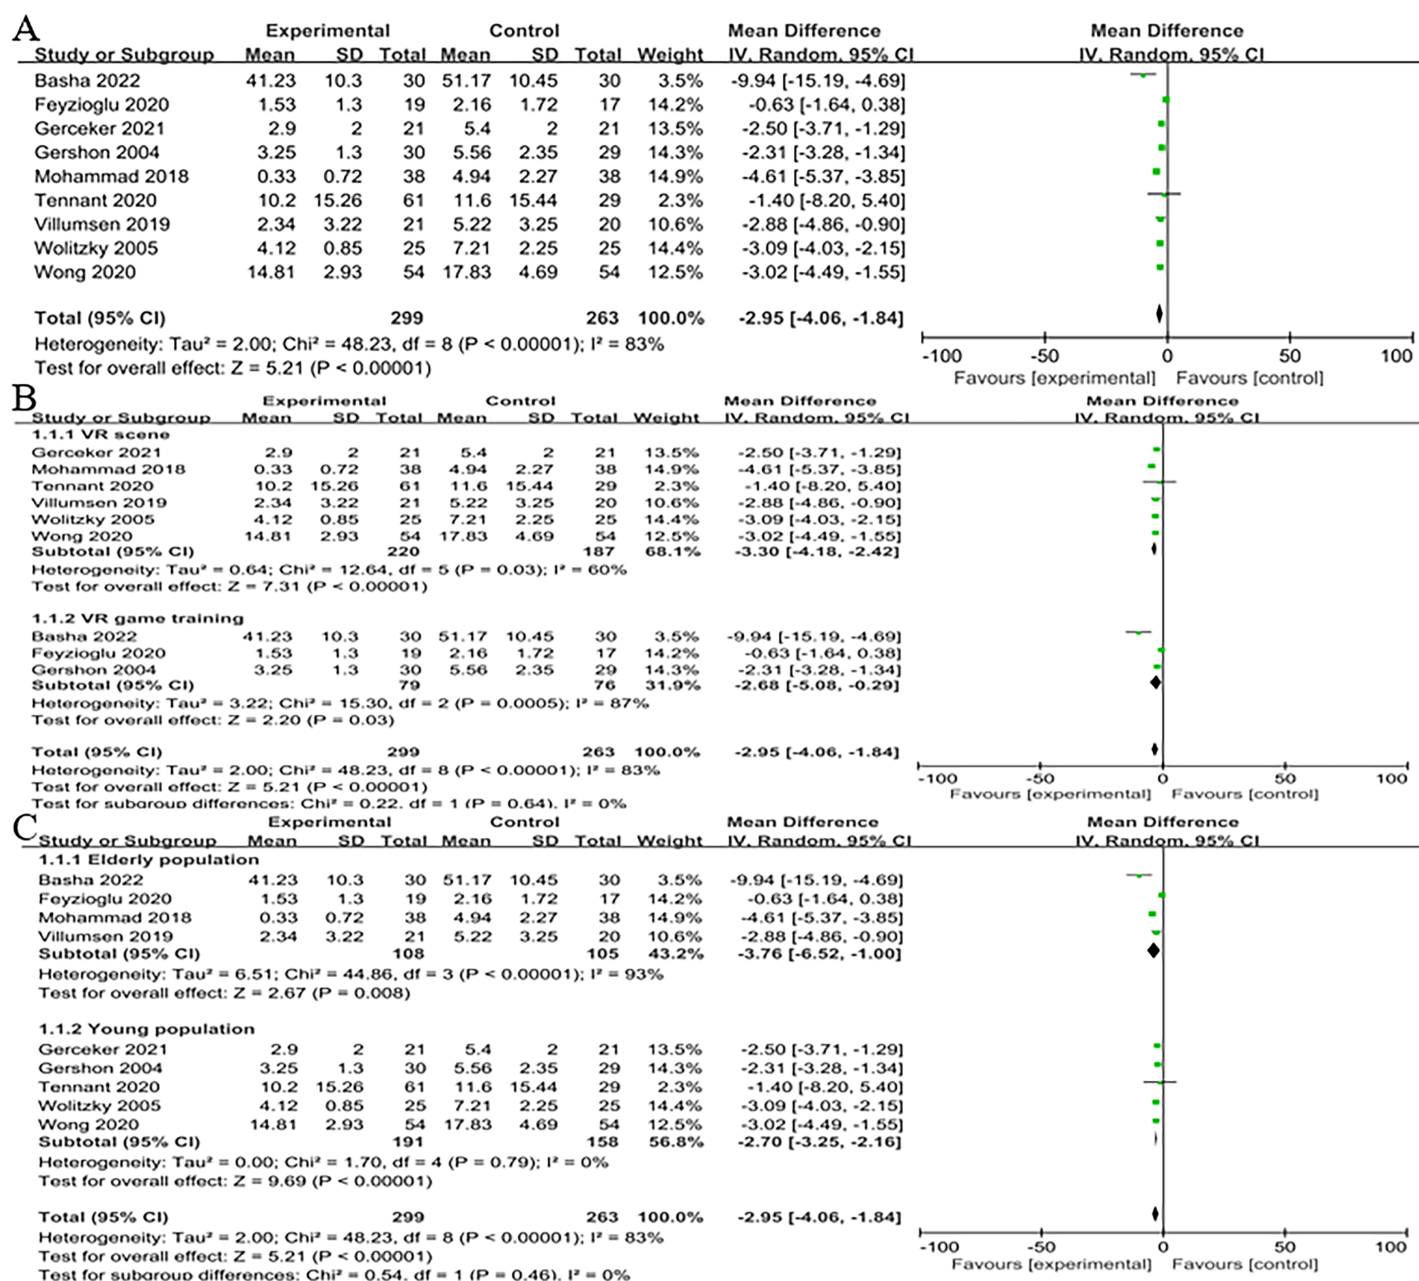 A
Experimental Control Mean Difference Mean Difference
Study or Subgroup Mean SD Total Mean SD Total Weight IV, Random, 95% CI IV, Random, 95% CI
Basha 2022 41.23 10.3 30 51.17 10.45 30 3.5% -9.94 [-15.19, -4.69]
Feyzioglu 2020 1.53 1.3 19 2.16 1.72 17 14.2% -0.63 [-1.64, 0.38]
Gerceker 2021 2.9 2 21 5.4 2 21 13.5% -2.50 [-3.71, -1.29]
Gershon 2004 3.25 1.3 30 5.56 2.35 29 14.3% -2.31 [-3.28, -1.34]
Mohammad 2018 0.33 0.72 38 4.94 2.27 38 14.9% -4.61 [-5.37, -3.85]
Tennant 2020 10.2 15.26 61 11.6 15.44 29 2.3% -1.40 [-8.20, 5.40]
Villumsen 2019 2.34 3.22 21 5.22 3.25 20 10.6% -2.88 [-4.86, -0.90]
Wolitzky 2005 4.12 0.85 25 7.21 2.25 25 14.4% -3.09 [-4.03, -2.15]
Wong 2020 14.81 2.93 54 17.83 4.69 54 12.5% -3.02 [-4.49, -1.55]
Total (95% CI) 299 263 100.0% -2.95 [-4.06, -1.84]
Heterogeneity: Tau² = 2.00; Chi² = 48.23, df = 8 (P < 0.00001); I² = 83%
Test for overall effect: Z = 5.21 (P < 0.00001)
-100 -50 0 50 100
Favours [experimental] Favours [control]
B
Experimental Control Mean Difference Mean Difference
Study or Subgroup Mean SD Total Mean SD Total Weight IV, Random, 95% CI IV, Random, 95% CI
1.1.1 VR scene
Gerceker 2021 2.9 2 21 5.4 2 21 13.5% -2.50 [-3.71, -1.29]
Mohammad 2018 0.33 0.72 38 4.94 2.27 38 14.9% -4.61 [-5.37, -3.85]
Tennant 2020 10.2 15.26 61 11.6 15.44 29 2.3% -1.40 [-8.20, 5.40]
Villumsen 2019 2.34 3.22 21 5.22 3.25 20 10.6% -2.88 [-4.86, -0.90]
Wolitzky 2005 4.12 0.85 25 7.21 2.25 25 14.4% -3.09 [-4.03, -2.15]
Wong 2020 14.81 2.93 54 17.83 4.69 54 12.5% -3.02 [-4.49, -1.55]
Subtotal (95% CI) 220 187 68.1% -3.30 [-4.18, -2.42]
Heterogeneity: Tau² = 0.64; Chi² = 12.64, df = 5 (P = 0.03); I² = 60%
Test for overall effect: Z = 7.31 (P < 0.00001)
1.1.2 VR game training
Basha 2022 41.23 10.3 30 51.17 10.45 30 3.5% -9.94 [-15.19, -4.69]
Feyzioglu 2020 1.53 1.3 19 2.16 1.72 17 14.2% -0.63 [-1.64, 0.38]
Gershon 2004 3.25 1.3 30 5.56 2.35 29 14.3% -2.31 [-3.28, -1.34]
Subtotal (95% CI) 79 76 31.9% -2.68 [-5.08, -0.29]
Heterogeneity: Tau² = 3.22; Chi² = 15.30, df = 2 (P = 0.0005); I² = 87%
Test for overall effect: Z = 2.20 (P = 0.03)
Total (95% CI) 299 263 100.0% -2.95 [-4.06, -1.84]
Heterogeneity: Tau² = 2.00; Chi² = 48.23, df = 8 (P < 0.00001); I² = 83%
Test for overall effect: Z = 5.21 (P < 0.00001)
Test for subgroup differences: Chi² = 0.22, df = 1 (P = 0.64), I² = 0%
-100 -50 0 50 100
Favours [experimental] Favours [control]
C
Experimental Control Mean Difference Mean Difference
Study or Subgroup Mean SD Total Mean SD Total Weight IV, Random, 95% CI IV, Random, 95% CI
1.1.1 Elderly population
Basha 2022 41.23 10.3 30 51.17 10.45 30 3.5% -9.94 [-15.19, -4.69]
Feyzioglu 2020 1.53 1.3 19 2.16 1.72 17 14.2% -0.63 [-1.64, 0.38]
Mohammad 2018 0.33 0.72 38 4.94 2.27 38 14.9% -4.61 [-5.37, -3.85]
Villumsen 2019 2.34 3.22 21 5.22 3.25 20 10.6% -2.88 [-4.86, -0.90]
Subtotal (95% CI) 108 105 43.2% -3.76 [-6.52, -1.00]
Heterogeneity: Tau² = 6.51; Chi² = 44.86, df = 3 (P < 0.00001); I² = 93%
Test for overall effect: Z = 2.67 (P = 0.008)
1.1.2 Young population
Gerceker 2021 2.9 2 21 5.4 2 21 13.5% -2.50 [-3.71, -1.29]
Gershon 2004 3.25 1.3 30 5.56 2.35 29 14.3% -2.31 [-3.28, -1.34]
Tennant 2020 10.2 15.26 61 11.6 15.44 29 2.3% -1.40 [-8.20, 5.40]
Wolitzky 2005 4.12 0.85 25 7.21 2.25 25 14.4% -3.09 [-4.03, -2.15]
Wong 2020 14.81 2.93 54 17.83 4.69 54 12.5% -3.02 [-4.49, -1.55]
Subtotal (95% CI) 191 158 56.8% -2.70 [-3.25, -2.16]
Heterogeneity: Tau² = 0.00; Chi² = 1.70, df = 4 (P = 0.79); I² = 0%
Test for overall effect: Z = 9.69 (P < 0.00001)
Total (95% CI) 299 263 100.0% -2.95 [-4.06, -1.84]
Heterogeneity: Tau² = 2.00; Chi² = 48.23, df = 8 (P < 0.00001); I² = 83%
Test for overall effect: Z = 5.21 (P < 0.00001)
Test for subgroup differences: Chi² = 0.54, df = 1 (P = 0.46), I² = 0%
-100 -50 0 50 100
Favours [experimental] Favours [control]